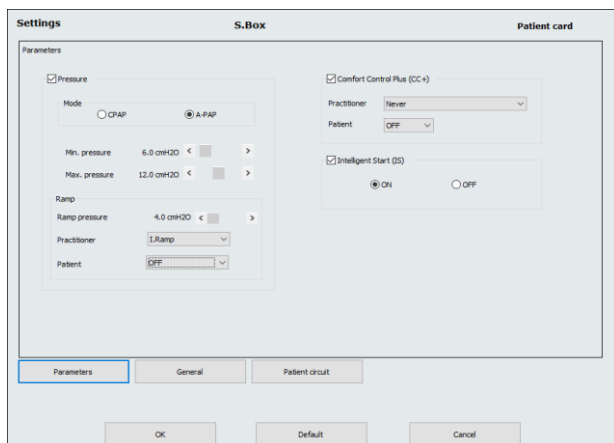 Settings S.Box Patient card
Parameters
Pressure
Mode
CPAP A-PAP
Min. pressure 6.0 cmH2O < >
Max. pressure 12.0 cmH2O < >
Ramp
Ramp pressure 4.0 cmH2O < >
Practitioner I.Ramp
Patient OFF
Comfort Control Plus (CC+)
Practitioner Never
Patient OFF
Intelligent Start (IS)
ON OFF
Parameters General Patient circuit
OK Default Cancel